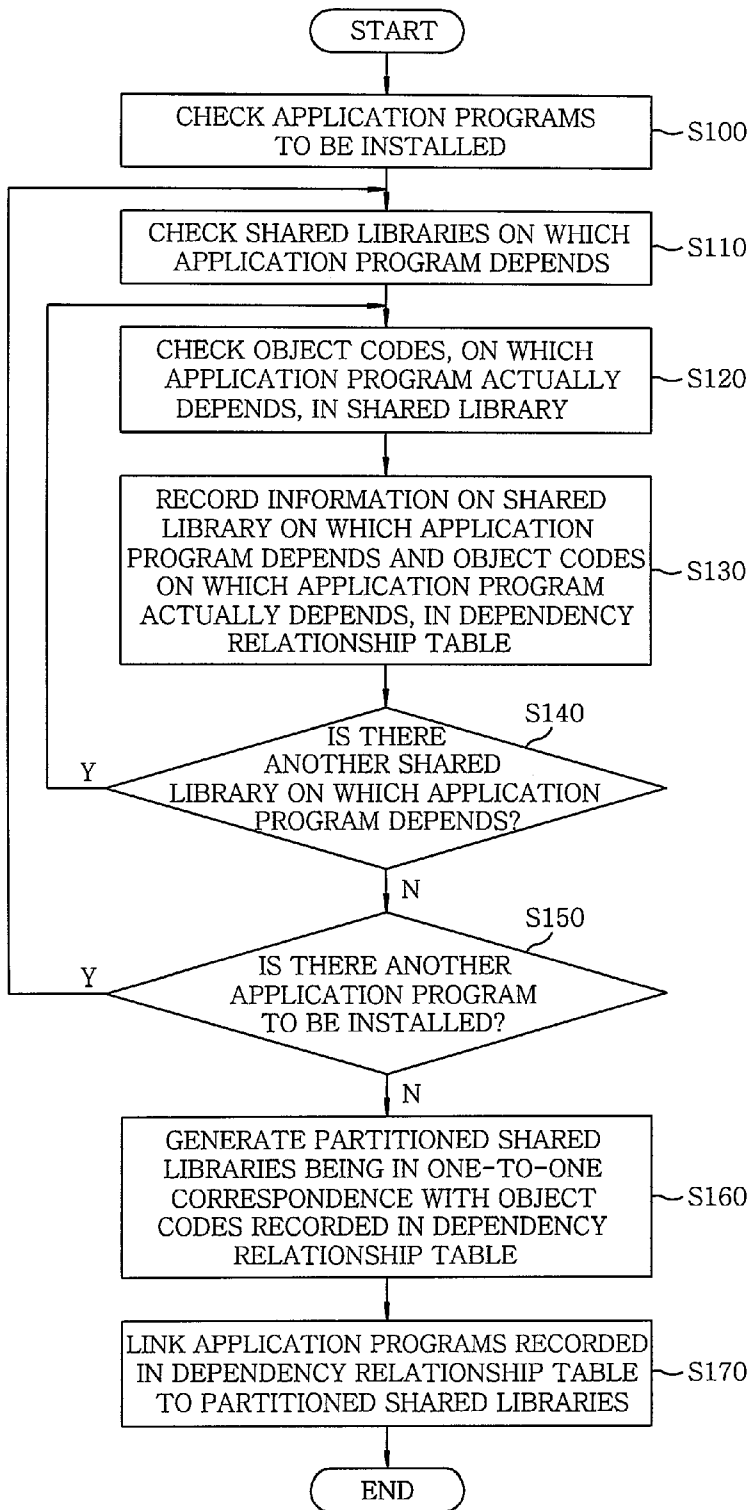 START
CHECK APPLICATION PROGRAMS
TO BE INSTALLED
S100
CHECK SHARED LIBRARIES ON WHICH
APPLICATION PROGRAM DEPENDS
S110
CHECK OBJECT CODES, ON WHICH
APPLICATION PROGRAM ACTUALLY
DEPENDS, IN SHARED LIBRARY
S120
RECORD INFORMATION ON SHARED
LIBRARY ON WHICH APPLICATION
PROGRAM DEPENDS AND OBJECT CODES
ON WHICH APPLICATION PROGRAM
ACTUALLY DEPENDS, IN DEPENDENCY
RELATIONSHIP TABLE
S130
S140
IS THERE
ANOTHER SHARED
LIBRARY ON WHICH APPLICATION
PROGRAM DEPENDS?
Y
N
S150
IS THERE ANOTHER
APPLICATION PROGRAM
TO BE INSTALLED?
Y
N
GENERATE PARTITIONED SHARED
LIBRARIES BEING IN ONE-TO-ONE
CORRESPONDENCE WITH OBJECT
CODES RECORDED IN DEPENDENCY
RELATIONSHIP TABLE
S160
LINK APPLICATION PROGRAMS RECORDED
IN DEPENDENCY RELATIONSHIP TABLE
TO PARTITIONED SHARED LIBRARIES
S170
END